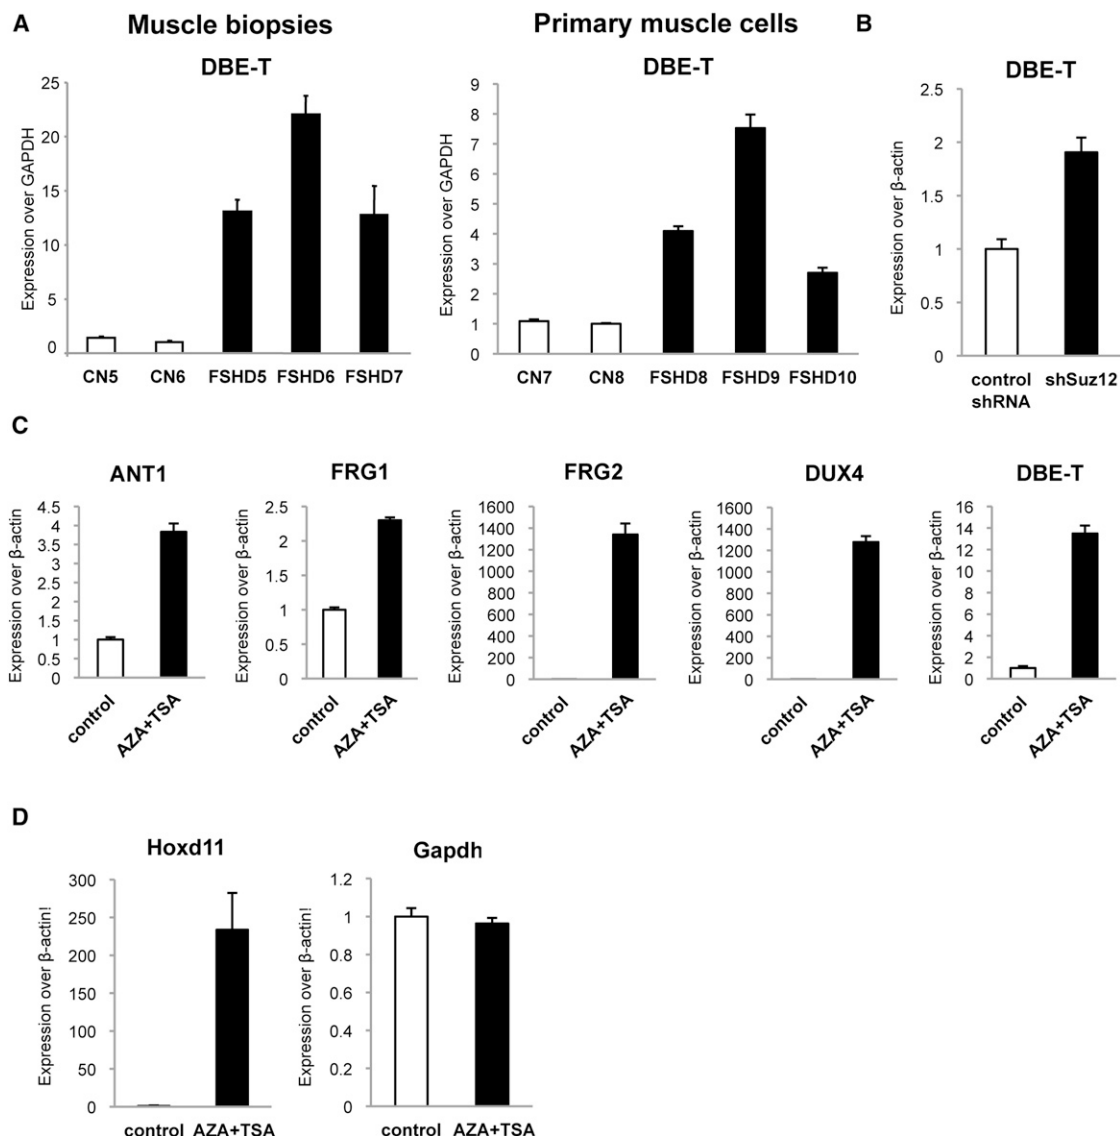 A
Muscle biopsies
DBE-T
Expression over GAPDH
25
25
15
10
5
0
CN5 CN6 FSHD5 FSHD6 FSHD7
Primary muscle cells
DBE-T
Expression over GAPDH
9
8
7
6
5
4
3
2
1
0
CN7 CN8 FSHD8 FSHD9 FSHD10
B
DBE-T
Expression over β-actin
2.5
2
1.5
1
0.5
0
control shRNA
shSuz12
C
ANT1
Expression over β-actin
4.5
4
3.5
3
2.5
2
1.5
1
0.5
0
control
AZA+TSA
FRG1
Expression over β-actin
2.5
2
1.5
1
0.5
0
control
AZA+TSA
FRG2
Expression over β-actin
1600
1400
1200
1000
800
600
400
200
0
control
AZA+TSA
DUX4
Expression over β-actin
1600
1400
1200
1000
800
600
400
200
0
control
AZA+TSA
DBE-T
Expression over β-actin
16
14
12
10
8
6
4
2
0
control
AZA+TSA
D
Hoxd11
Expression over β-actin!
300
250
200
150
100
50
0
control AZA+TSA
Gapdh
Expression over β-actin!
1.2
1
0.8
0.6
0.4
0.2
0
control AZA+TSA